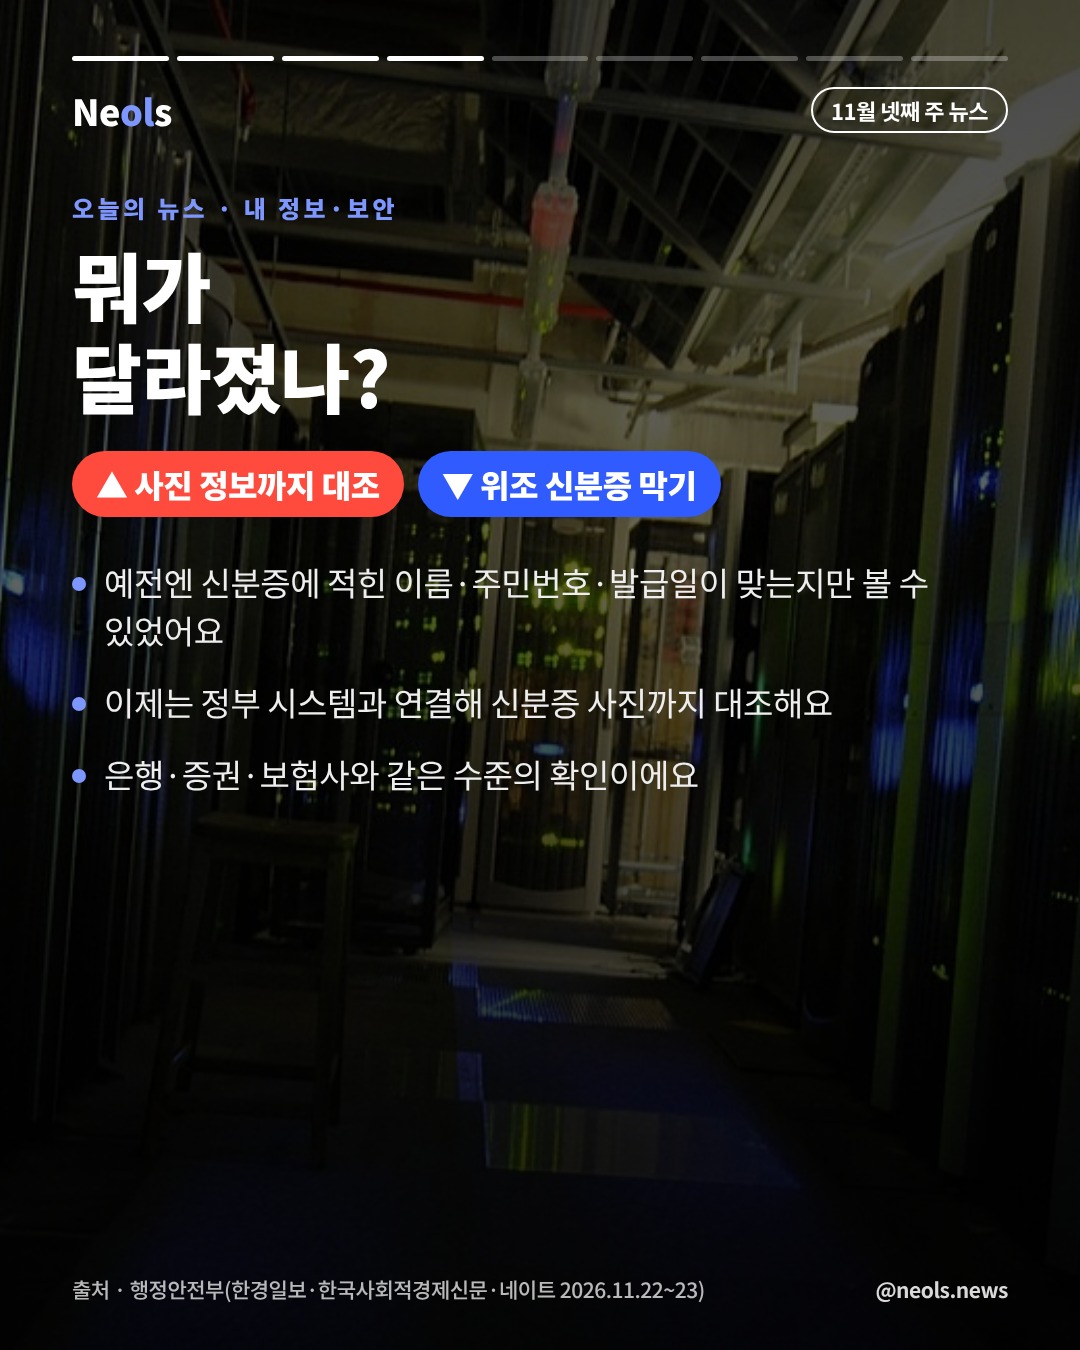 Neols
11월 넷째 주 뉴스
오늘의 뉴스 · 내 정보·보안
뭐가
달라졌나?
▲ 사진 정보까지 대조
▼ 위조 신분증 막기
예전엔 신분증에 적힌 이름·주민번호·발급일이 맞는지만 볼 수
있었어요
이제는 정부 시스템과 연결해 신분증 사진까지 대조해요
은행·증권·보험사와 같은 수준의 확인이에요
출처 · 행정안전부(한경일보·한국사회적경제신문·네이트 2026.11.22~23)
@neols.news